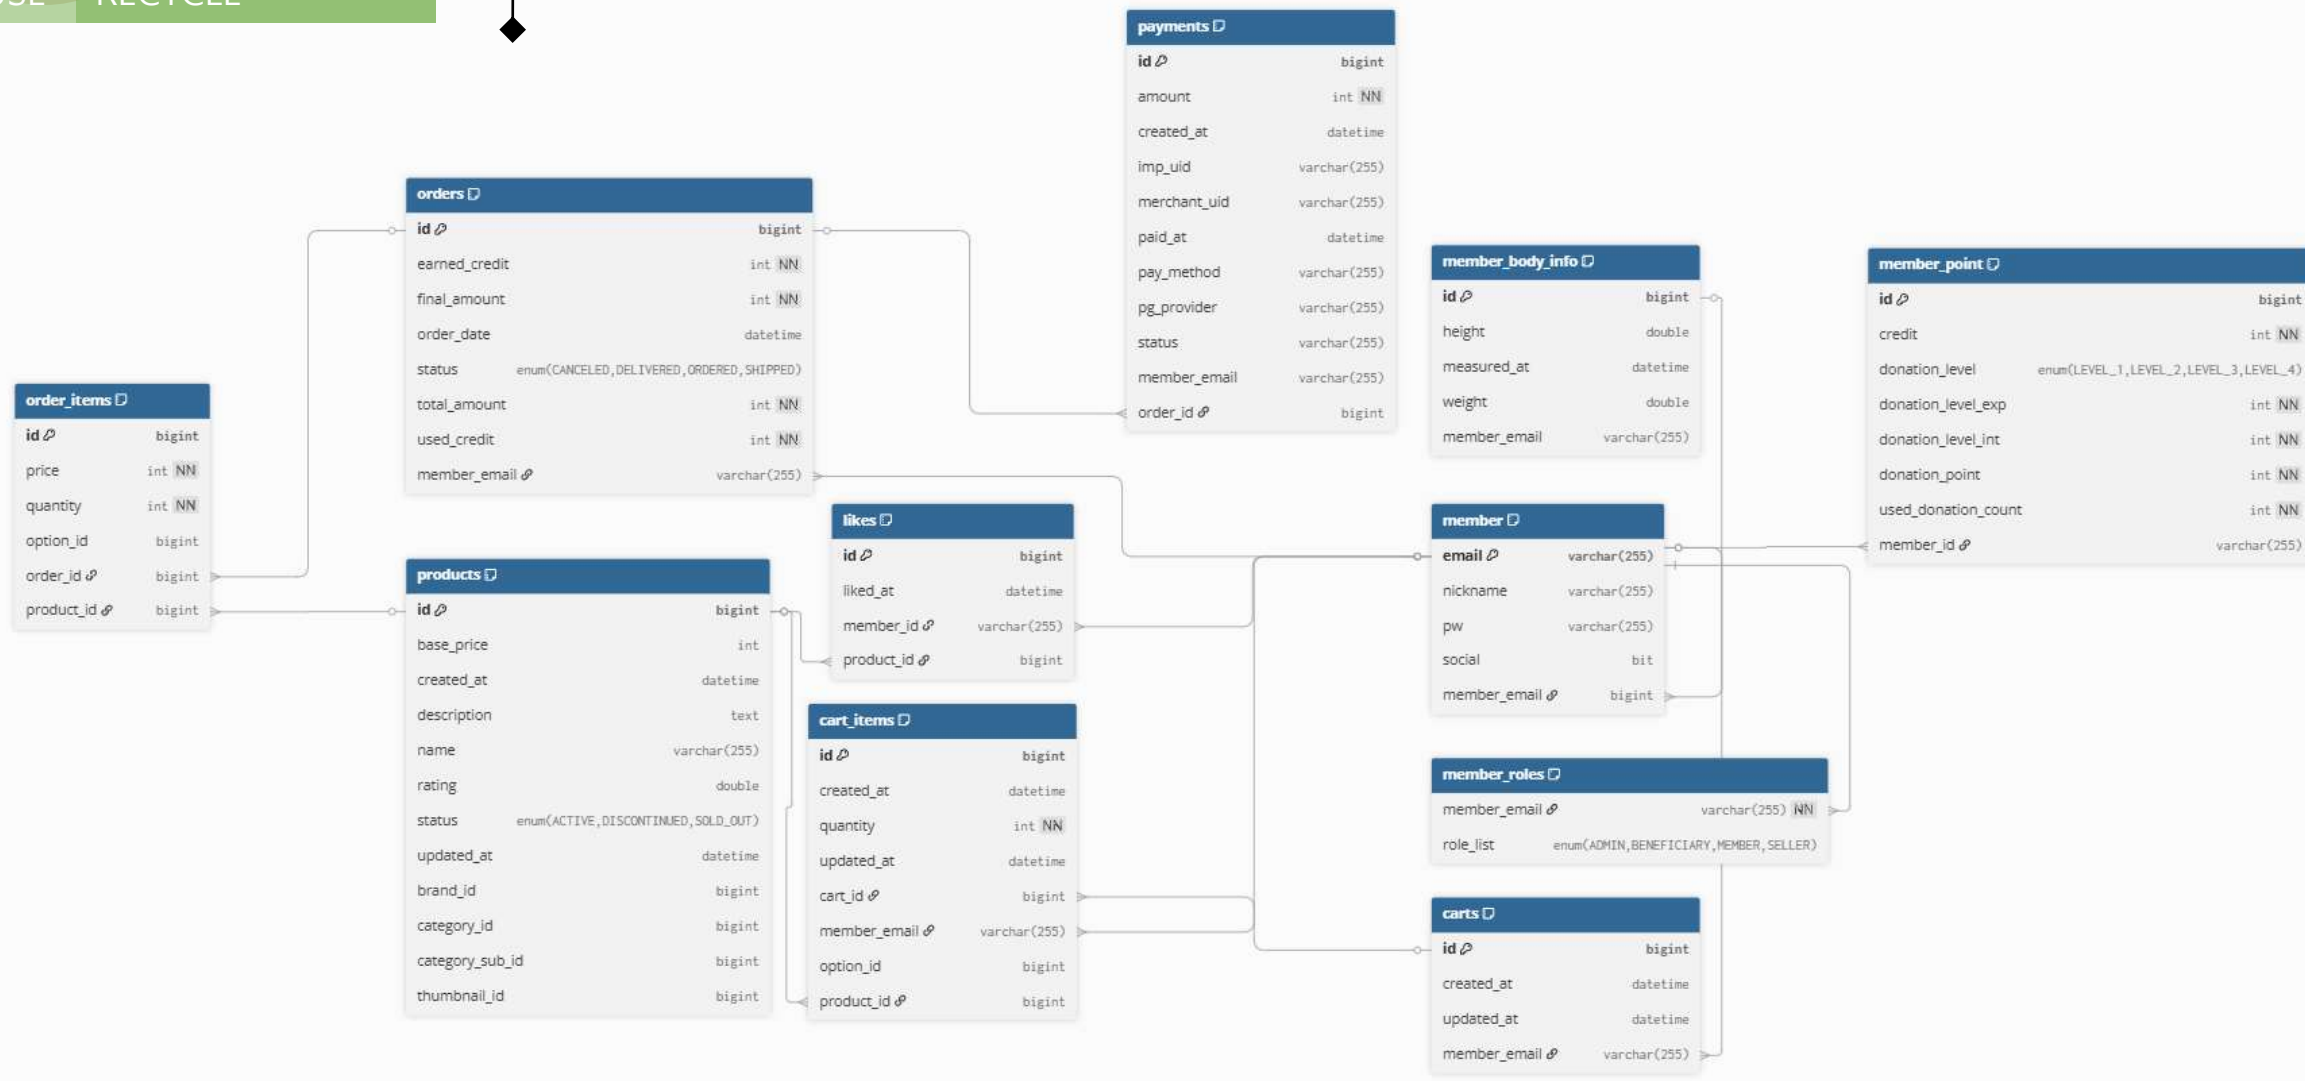 RECYCLE
payments
id bigint
amount int NN
created_at datetime
imp_uid varchar(255)
merchant_uid varchar(255)
paid_at datetime
pay_method varchar(255)
pg_provider varchar(255)
status varchar(255)
member_email varchar(255)
order_id bigint
orders
id bigint
earned_credit int NN
final_amount int NN
order_date datetime
status enum(CANCELED,DELIVERED,ORDERED,SHIPPED)
total_amount int NN
used_credit int NN
member_email varchar(255)
member_body_info
id bigint
height double
measured_at datetime
weight double
member_email varchar(255)
member_point
id bigint
credit int NN
donation_level enum(LEVEL_1,LEVEL_2,LEVEL_3,LEVEL_4)
donation_level_exp int NN
donation_level_int int NN
donation_point int NN
used_donation_count int NN
member_id varchar(255)
order_items
id bigint
price int NN
quantity int NN
option_id bigint
order_id bigint
product_id bigint
products
id bigint
base_price int
created_at datetime
description text
name varchar(255)
rating double
status enum(ACTIVE,DISCONTINUED,SOLD_OUT)
updated_at datetime
brand_id bigint
category_id bigint
category_sub_id bigint
thumbnail_id bigint
likes
id bigint
liked_at datetime
member_id varchar(255)
product_id bigint
cart_items
id bigint
created_at datetime
quantity int NN
updated_at datetime
cart_id bigint
member_email varchar(255)
option_id bigint
product_id bigint
member
email varchar(255)
nickname varchar(255)
pw varchar(255)
social bit
member_email bigint
member_roles
member_email varchar(255) NN
role_list enum(ADMIN,BENEFICIARY,MEMBER,SELLER)
carts
id bigint
created_at datetime
updated_at datetime
member_email varchar(255)